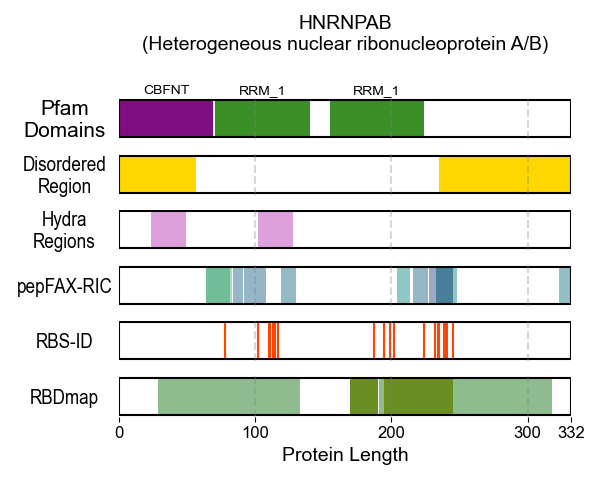 HNRNPAB
(Heterogeneous nuclear ribonucleoprotein A/B)
CBFNT RRM_1 RRM_1
Pfam
Domains
Disordered
Region
Hydra
Regions
pepFAX-RIC
RBS-ID
RBDmap
0 100 200 300 332
Protein Length